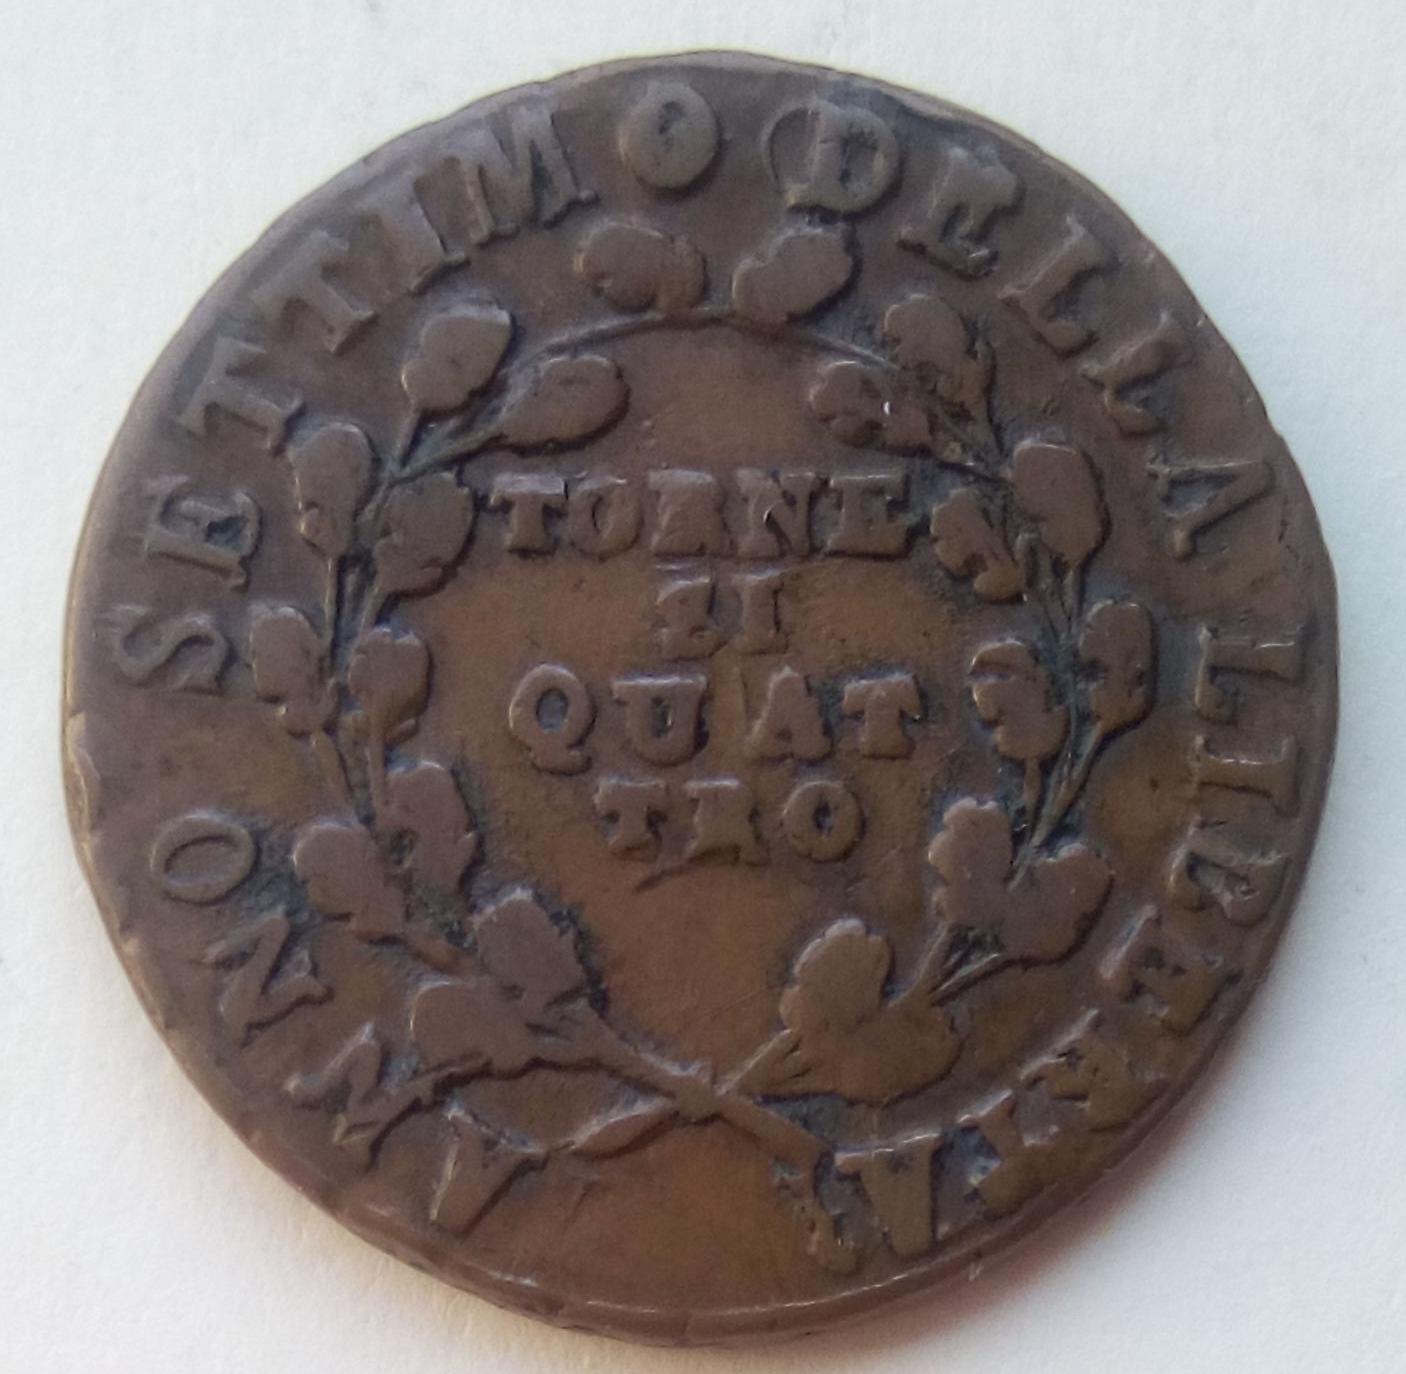 ANNO SETTIMO DELLA LIBERTA
TORNE
SI
QUAT
TRO